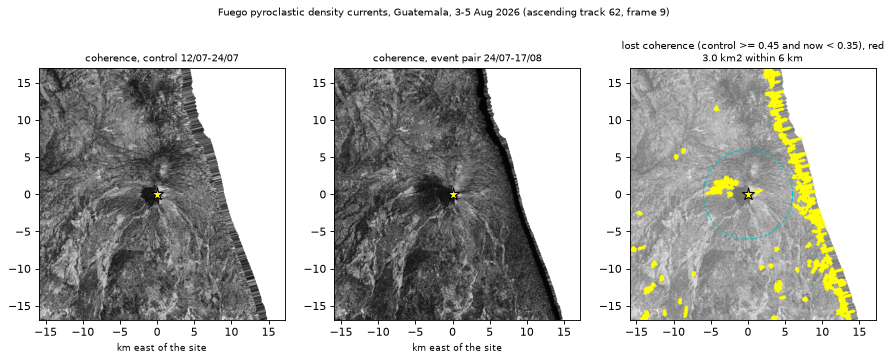 Fuego pyroclastic density currents, Guatemala, 3-5 Aug 2026 (ascending track 62, frame 9)
coherence, control 12/07-24/07
coherence, event pair 24/07-17/08
lost coherence (control >= 0.45 and now < 0.35), red
3.0 km2 within 6 km
15
10
5
0
−5
−10
−15
15
10
5
0
−5
−10
−15
15
10
5
0
−5
−10
−15
−15 −10 −5 0 5 10 15
−15 −10 −5 0 5 10 15
−15 −10 −5 0 5 10 15
km east of the site
km east of the site